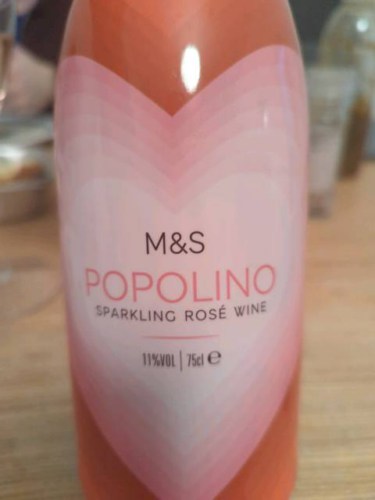 M&S
POPOLINO
SPARKLING ROSÉ WINE
11%VOL | 75cl e